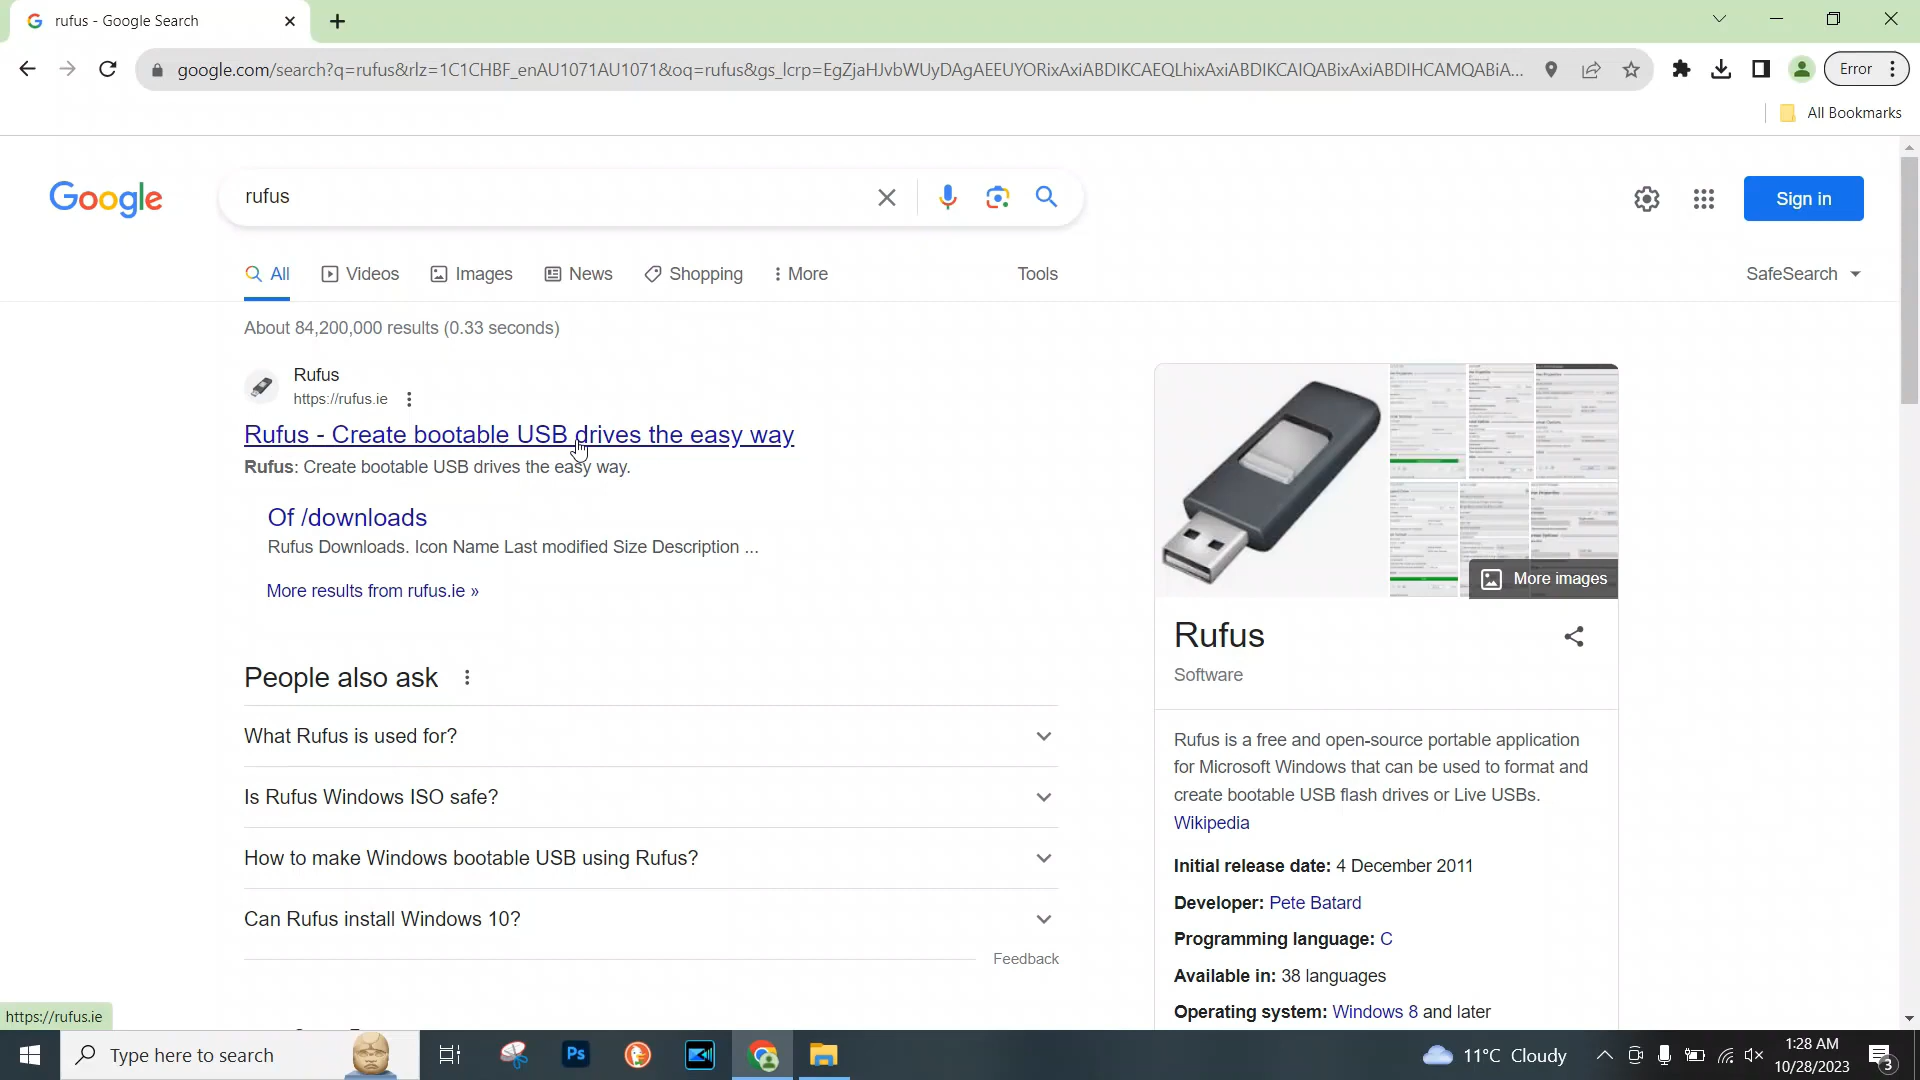 rufus - Google Search
google.com/search?q=rufus&rlz=1C1CHBF_enAU1071AU1071&oq=rufus&gs_lcrp=EgZjaHJvbWUyDAgAEEUYORixAxiABDIKCAEQLhixAxiABDIKCAIQABixAxiABDIHCAMQABiA...
Error
All Bookmarks
Google
rufus
Sign in
All
Videos
Images
News
Shopping
More
Tools
SafeSearch
About 84,200,000 results (0.33 seconds)
Rufus
https://rufus.ie
Rufus - Create bootable USB drives the easy way
Rufus: Create bootable USB drives the easy way.
Of /downloads
Rufus Downloads. Icon Name Last modified Size Description ...
More results from rufus.ie »
People also ask
What Rufus is used for?
Is Rufus Windows ISO safe?
How to make Windows bootable USB using Rufus?
Can Rufus install Windows 10?
Feedback
More images
Rufus
Software
Rufus is a free and open-source portable application
for Microsoft Windows that can be used to format and
create bootable USB flash drives or Live USBs.
Wikipedia
Initial release date: 4 December 2011
Developer: Pete Batard
Programming language: C
Available in: 38 languages
Operating system: Windows 8 and later
https://rufus.ie
Type here to search
Ps
11°C Cloudy
1:28 AM
10/28/2023
3